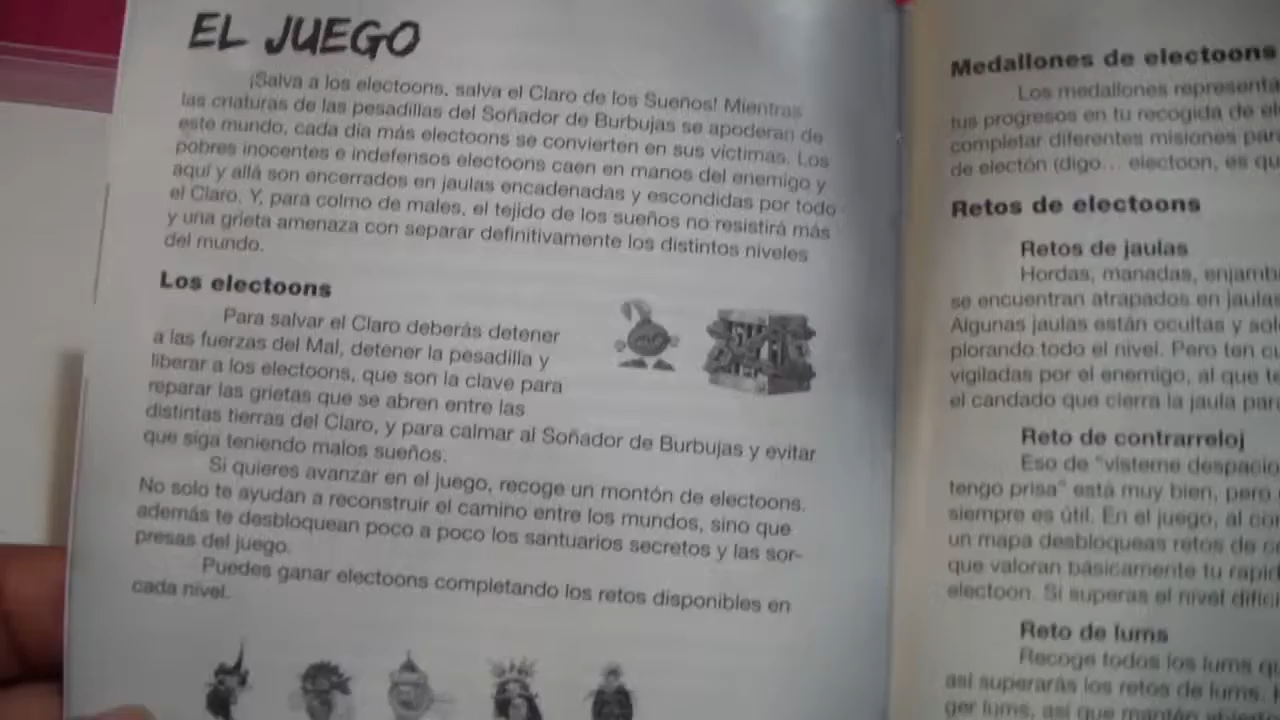 EL JUEGO
¡Salva a los electoons, salva el Claro de los Sueños! Mientras
las criaturas de las pesadillas del Soñador de Burbujas se apoderan de
este mundo, cada día más electoons se convierten en sus víctimas. Los
pobres inocentes e indefensos electoons caen en manos del enemigo y
aquí y allá son encerrados en jaulas encadenadas y escondidas por todo
el Claro. Y, para colmo de males, el tejido de los sueños no resistirá más
y una grieta amenaza con separar definitivamente los distintos niveles
del mundo.
Los electoons
Para salvar el Claro deberás detener
a las fuerzas del Mal, detener la pesadilla y
liberar a los electoons, que son la clave para
reparar las grietas que se abren entre las
distintas tierras del Claro, y para calmar al Soñador de Burbujas y evitar
que siga teniendo malos sueños.
Si quieres avanzar en el juego, recoge un montón de electoons.
No solo te ayudan a reconstruir el camino entre los mundos, sino que
además te desbloquean poco a poco los santuarios secretos y las sor-
presas del juego.
Puedes ganar electoons completando los retos disponibles en
cada nivel.
Medallones de electoons
Los medallones representa
tus progresos en tu recogida de el
completar diferentes misiones par
de electón (digo... electoon, es qu
Retos de electoons
Retos de jaulas
Hordas, manadas, enjamb
se encuentran atrapados en jaulas
Algunas jaulas están ocultas y sol
plorando todo el nivel. Pero ten cu
vigiladas por el enemigo, al que te
el candado que cierra la jaula para
Reto de contrarreloj
Eso de "vísteme despacio
tengo prisa" está muy bien, pero
siempre es útil. En el juego, al co
un mapa desbloqueas retos de c
que valoran básicamente tu rapid
electoon. Si superas el nivel difíci
Reto de lums
Recoge todos los lums q
así superarás los retos de lums.
ger lums, así que mantén